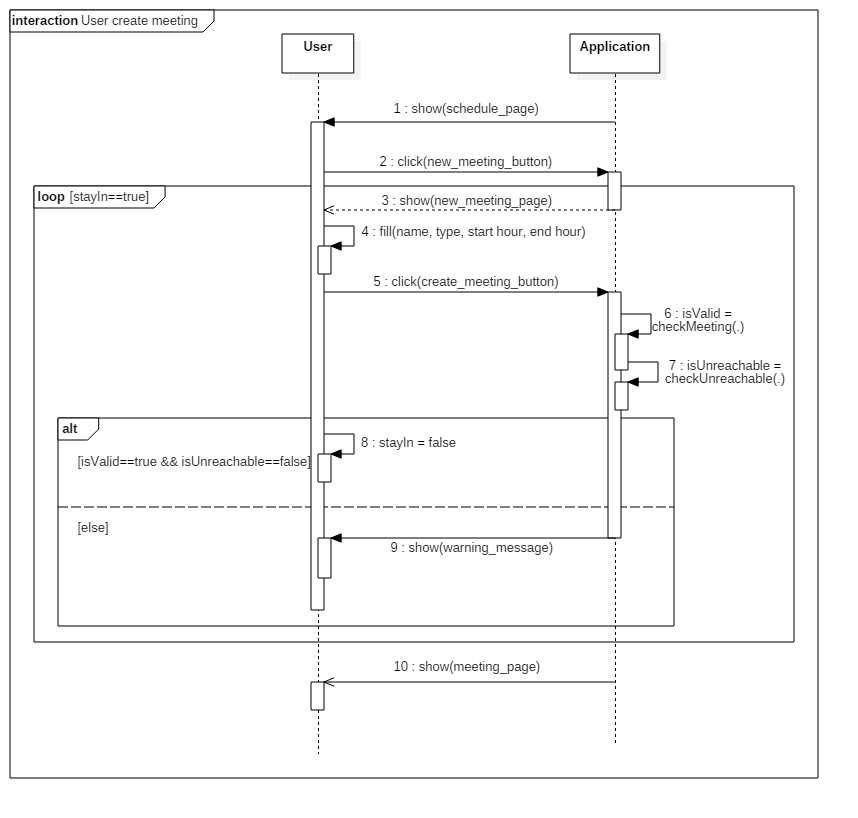 interaction User create meeting
User
Application
1 : show(schedule_page)
2 : click(new_meeting_button)
loop [stayIn==true]
3 : show(new_meeting_page)
4 : fill(name, type, start hour, end hour)
5 : click(create_meeting_button)
6 : isValid =
checkMeeting(.)
7 : isUnreachable =
checkUnreachable(.)
alt
8 : stayIn = false
[isValid==true && isUnreachable==false]
[else]
9 : show(warning_message)
10 : show(meeting_page)